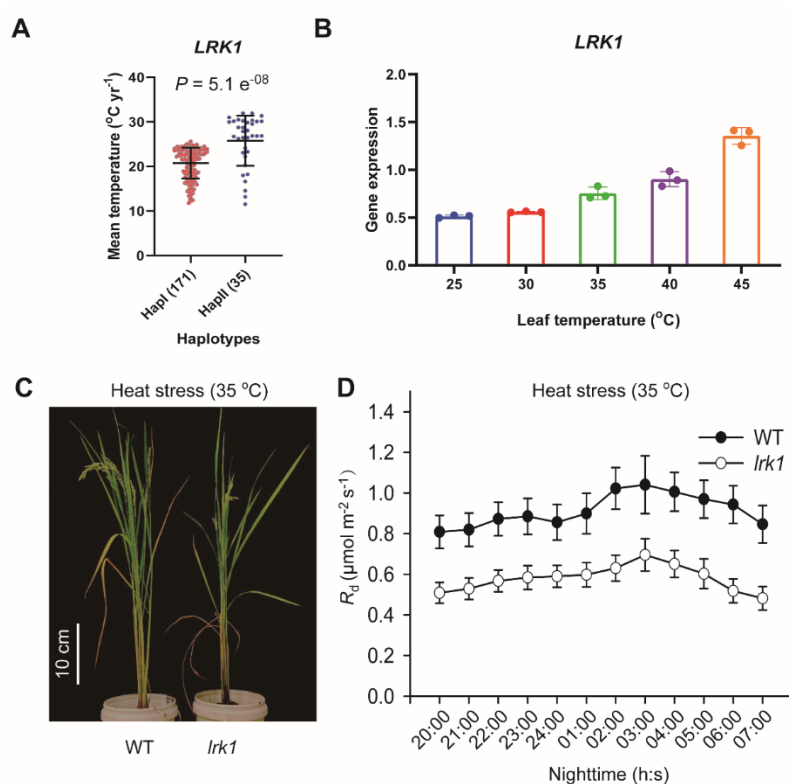 A
LRK1
P = 5.1 e-08
Mean temperature (°C yr-1)
40
30
20
10
0
HapI (171)
HapII (35)
Haplotypes
B
LRK1
Gene expression
2.0
1.5
1.0
0.5
0.0
25 30 35 40 45
Leaf temperature (°C)
C
Heat stress (35 °C)
10 cm
WT lrk1
D
Heat stress (35 °C)
WT
lrk1
Rd (μmol m-2 s-1)
1.4
1.2
1.0
0.8
0.6
0.4
0.2
0.0
20:00 21:00 22:00 23:00 24:00 01:00 02:00 03:00 04:00 05:00 06:00 07:00
Nighttime (h:s)